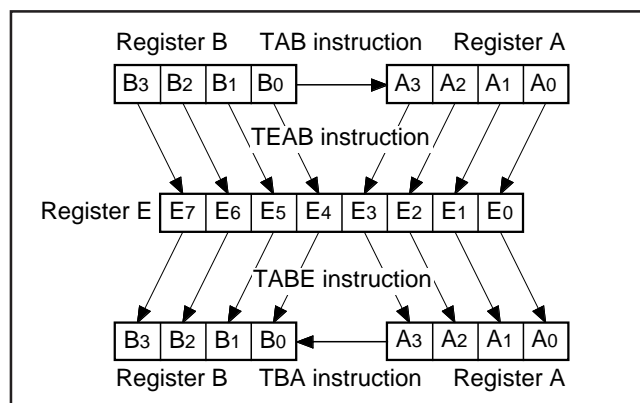 Register B TAB instruction Register A
B3 B2 B1 B0 A3 A2 A1 A0
TEAB instruction
Register E E7 E6 E5 E4 E3 E2 E1 E0
TABE instruction
B3 B2 B1 B0 A3 A2 A1 A0
Register B TBA instruction Register A